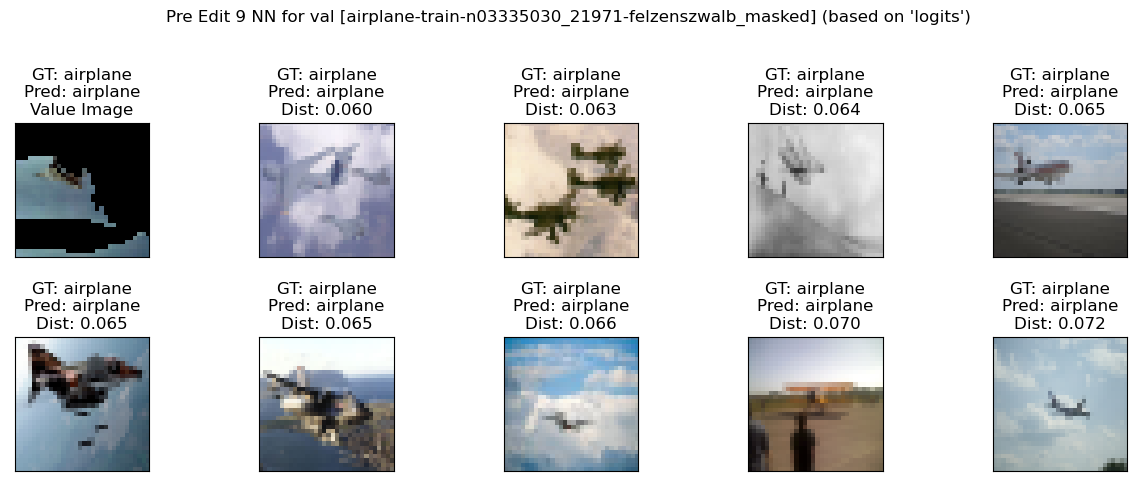 Pre Edit 9 NN for val [airplane-train-n03335030_21971-felzenszwalb_masked] (based on 'logits')
GT: airplane
Pred: airplane
Value Image
GT: airplane
Pred: airplane
Dist: 0.060
GT: airplane
Pred: airplane
Dist: 0.063
GT: airplane
Pred: airplane
Dist: 0.064
GT: airplane
Pred: airplane
Dist: 0.065
GT: airplane
Pred: airplane
Dist: 0.065
GT: airplane
Pred: airplane
Dist: 0.065
GT: airplane
Pred: airplane
Dist: 0.066
GT: airplane
Pred: airplane
Dist: 0.070
GT: airplane
Pred: airplane
Dist: 0.072